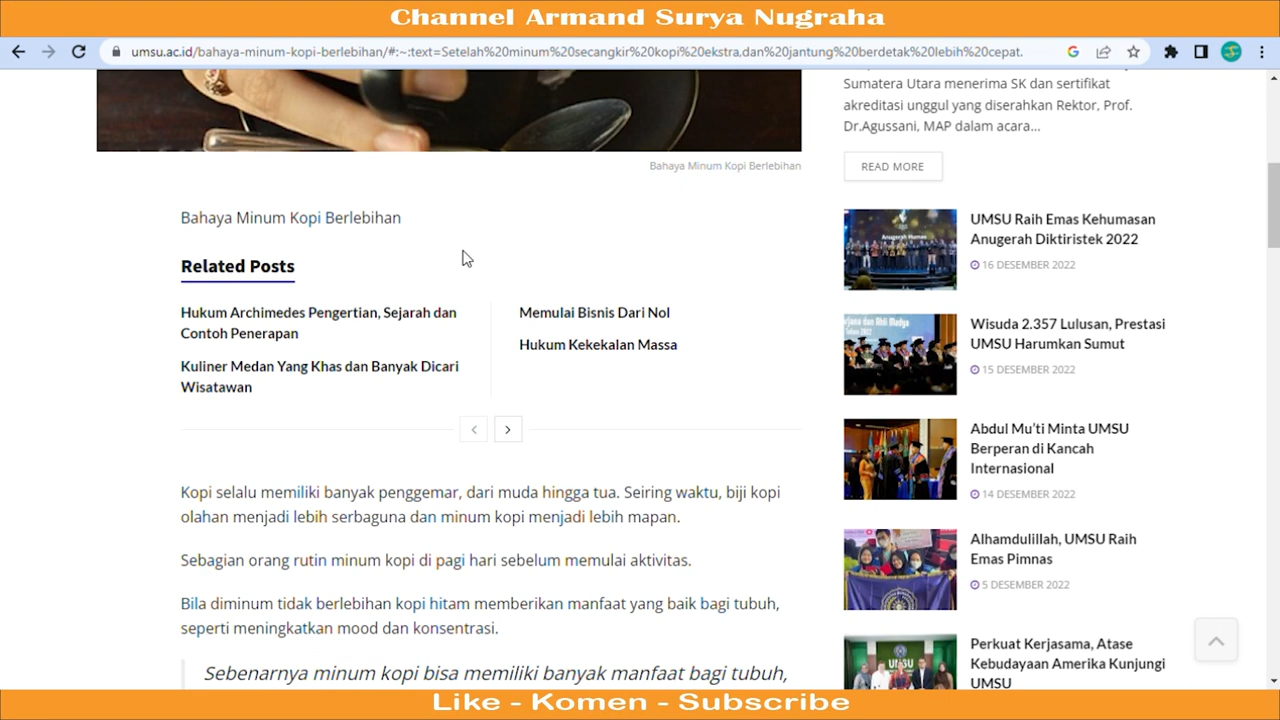 Channel Armand Surya Nugraha
umsu.ac.id/bahaya-minum-kopi-berlebihan/#:~:text=Setelah%20minum%20secangkir%20kopi%20ekstra,dan%20jantung%20berdetak%20lebih%20cepat.
Bahaya Minum Kopi Berlebihan
Bahaya Minum Kopi Berlebihan
Related Posts
Hukum Archimedes Pengertian, Sejarah dan
Contoh Penerapan
Kuliner Medan Yang Khas dan Banyak Dicari
Wisatawan
Memulai Bisnis Dari Nol
Hukum Kekekalan Massa
Kopi selalu memiliki banyak penggemar, dari muda hingga tua. Seiring waktu, biji kopi
olahan menjadi lebih serbaguna dan minum kopi menjadi lebih mapan.
Sebagian orang rutin minum kopi di pagi hari sebelum memulai aktivitas.
Bila diminum tidak berlebihan kopi hitam memberikan manfaat yang baik bagi tubuh,
seperti meningkatkan mood dan konsentrasi.
Sebenarnya minum kopi bisa memiliki banyak manfaat bagi tubuh,
Sumatera Utara menerima SK dan sertifikat
akreditasi unggul yang diserahkan Rektor, Prof.
Dr.Agussani, MAP dalam acara...
READ MORE
Anugerah Humas
UMSU Raih Emas Kehumasan
Anugerah Diktiristek 2022
16 DESEMBER 2022
Wisuda 2.357 Lulusan, Prestasi
UMSU Harumkan Sumut
15 DESEMBER 2022
Abdul Mu’ti Minta UMSU
Berperan di Kancah
Internasional
14 DESEMBER 2022
Alhamdulillah, UMSU Raih
Emas Pimnas
5 DESEMBER 2022
UMSU
Perkuat Kerjasama, Atase
Kebudayaan Amerika Kunjungi
UMSU
Like - Komen - Subscribe